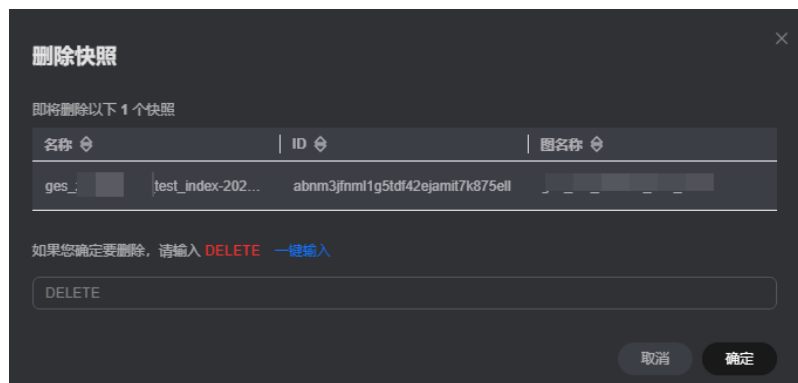 删除快照
即将删除以下 1 个快照
名称 ID 图名称
ges_ test_index-202... abnm3jfnml1g5tdf42ejamit7k875ell
如果您确定要删除，请输入 DELETE 一键输入
DELETE
取消 确定